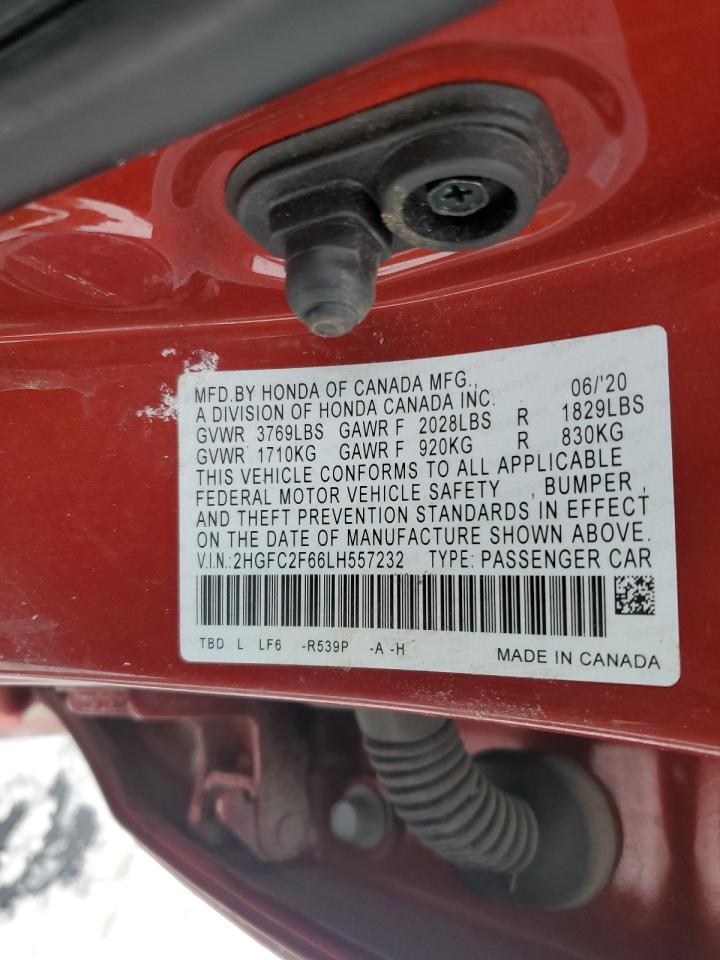 MFD.BY HONDA OF CANADA MFG., 06/'20
A DIVISION OF HONDA CANADA INC.
GVWR 3769LBS GAWR F 2028LBS R 1829LBS
GVWR 1710KG GAWR F 920KG R 830KG
THIS VEHICLE CONFORMS TO ALL APPLICABLE
FEDERAL MOTOR VEHICLE SAFETY , BUMPER ,
AND THEFT PREVENTION STANDARDS IN EFFECT
ON THE DATE OF MANUFACTURE SHOWN ABOVE.
V.I.N.:2HGFC2F66LH557232 TYPE: PASSENGER CAR
TBD L LF6 -R539P -A -H
MADE IN CANADA